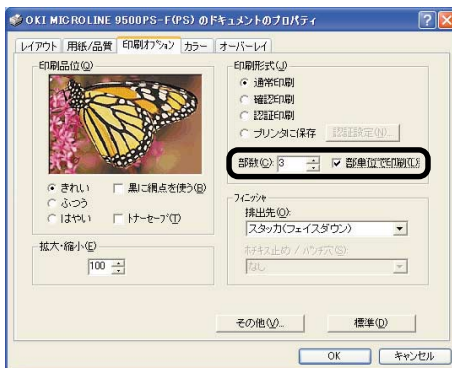 OKI MICROLINE 9500PS-F(PS) のドキュメントのプロパティ
レイアウト 用紙/品質 印刷オプション カラー オーバーレイ
印刷品位(Q)
きれい
ふつう
はやい
黒に網点を使う(B)
トナーセーブ(T)
拡大・縮小(E)
100
印刷形式(J)
通常印刷
確認印刷
認証印刷
プリンタに保存 認証設定(N)...
部数(C): 3 部単位で印刷(L)
フィニッシャ
排出先(O):
スタッカ(フェイスダウン)
ホチキス止め / パンチ穴(S):
なし
その他(V)... 標準(D)
OK キャンセル